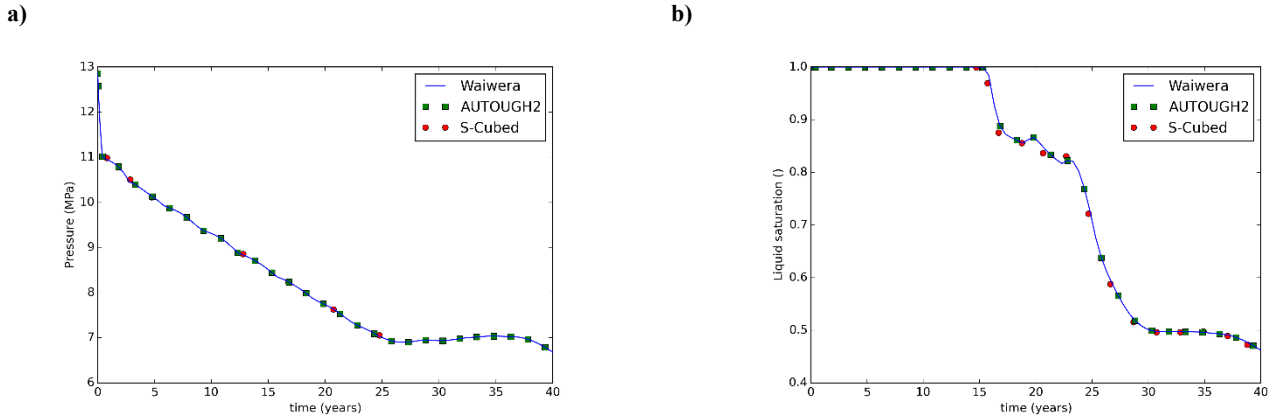 a)
b)
13
12
11
10
9
8
7
6
Pressure (MPa)
0 5 10 15 20 25 30 35 40
time (years)
Waiwera
AUTOUGH2
S-Cubed
1.0
0.9
0.8
0.7
0.6
0.5
0.4
Liquid saturation ()
0 5 10 15 20 25 30 35 40
time (years)
Waiwera
AUTOUGH2
S-Cubed